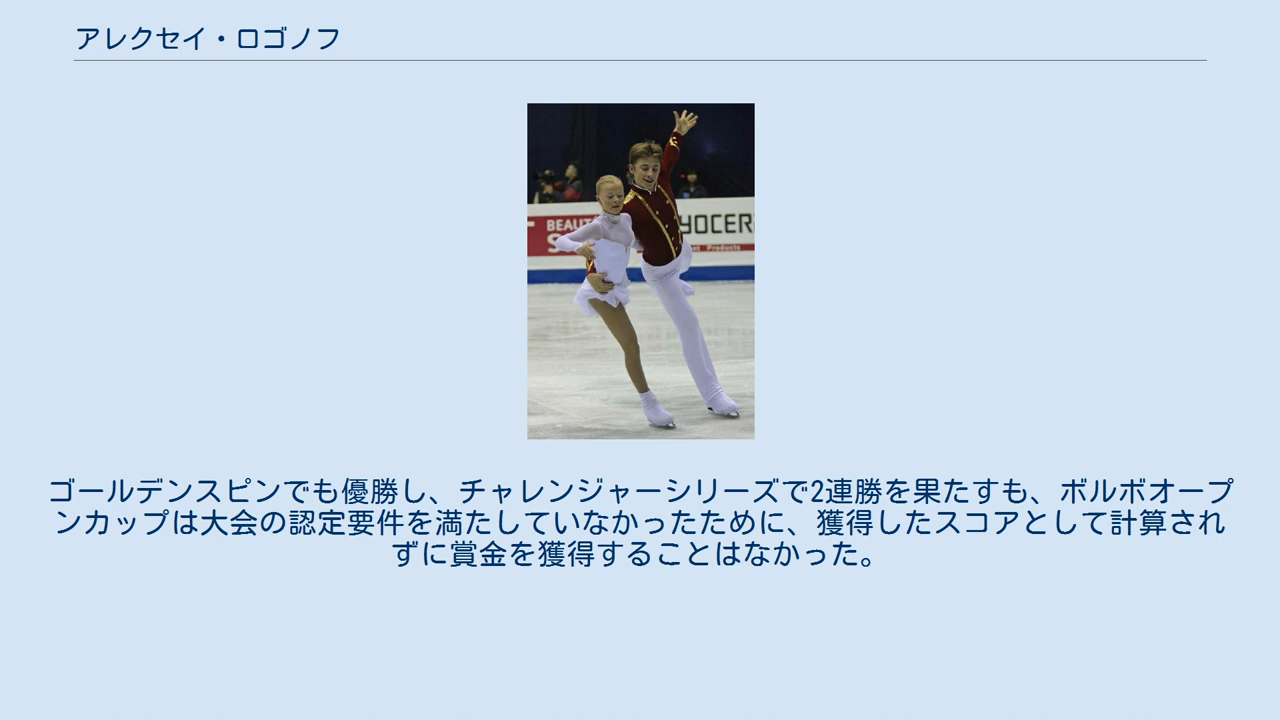 アレクセイ・ロゴノフ
BEAUT
YOCER
Products
ゴールデンスピンでも優勝し、チャレンジャーシリーズで2連勝を果たすも、ボルボオープ
ンカップは大会の認定要件を満たしていなかったために、獲得したスコアとして計算され
ずに賞金を獲得することはなかった。